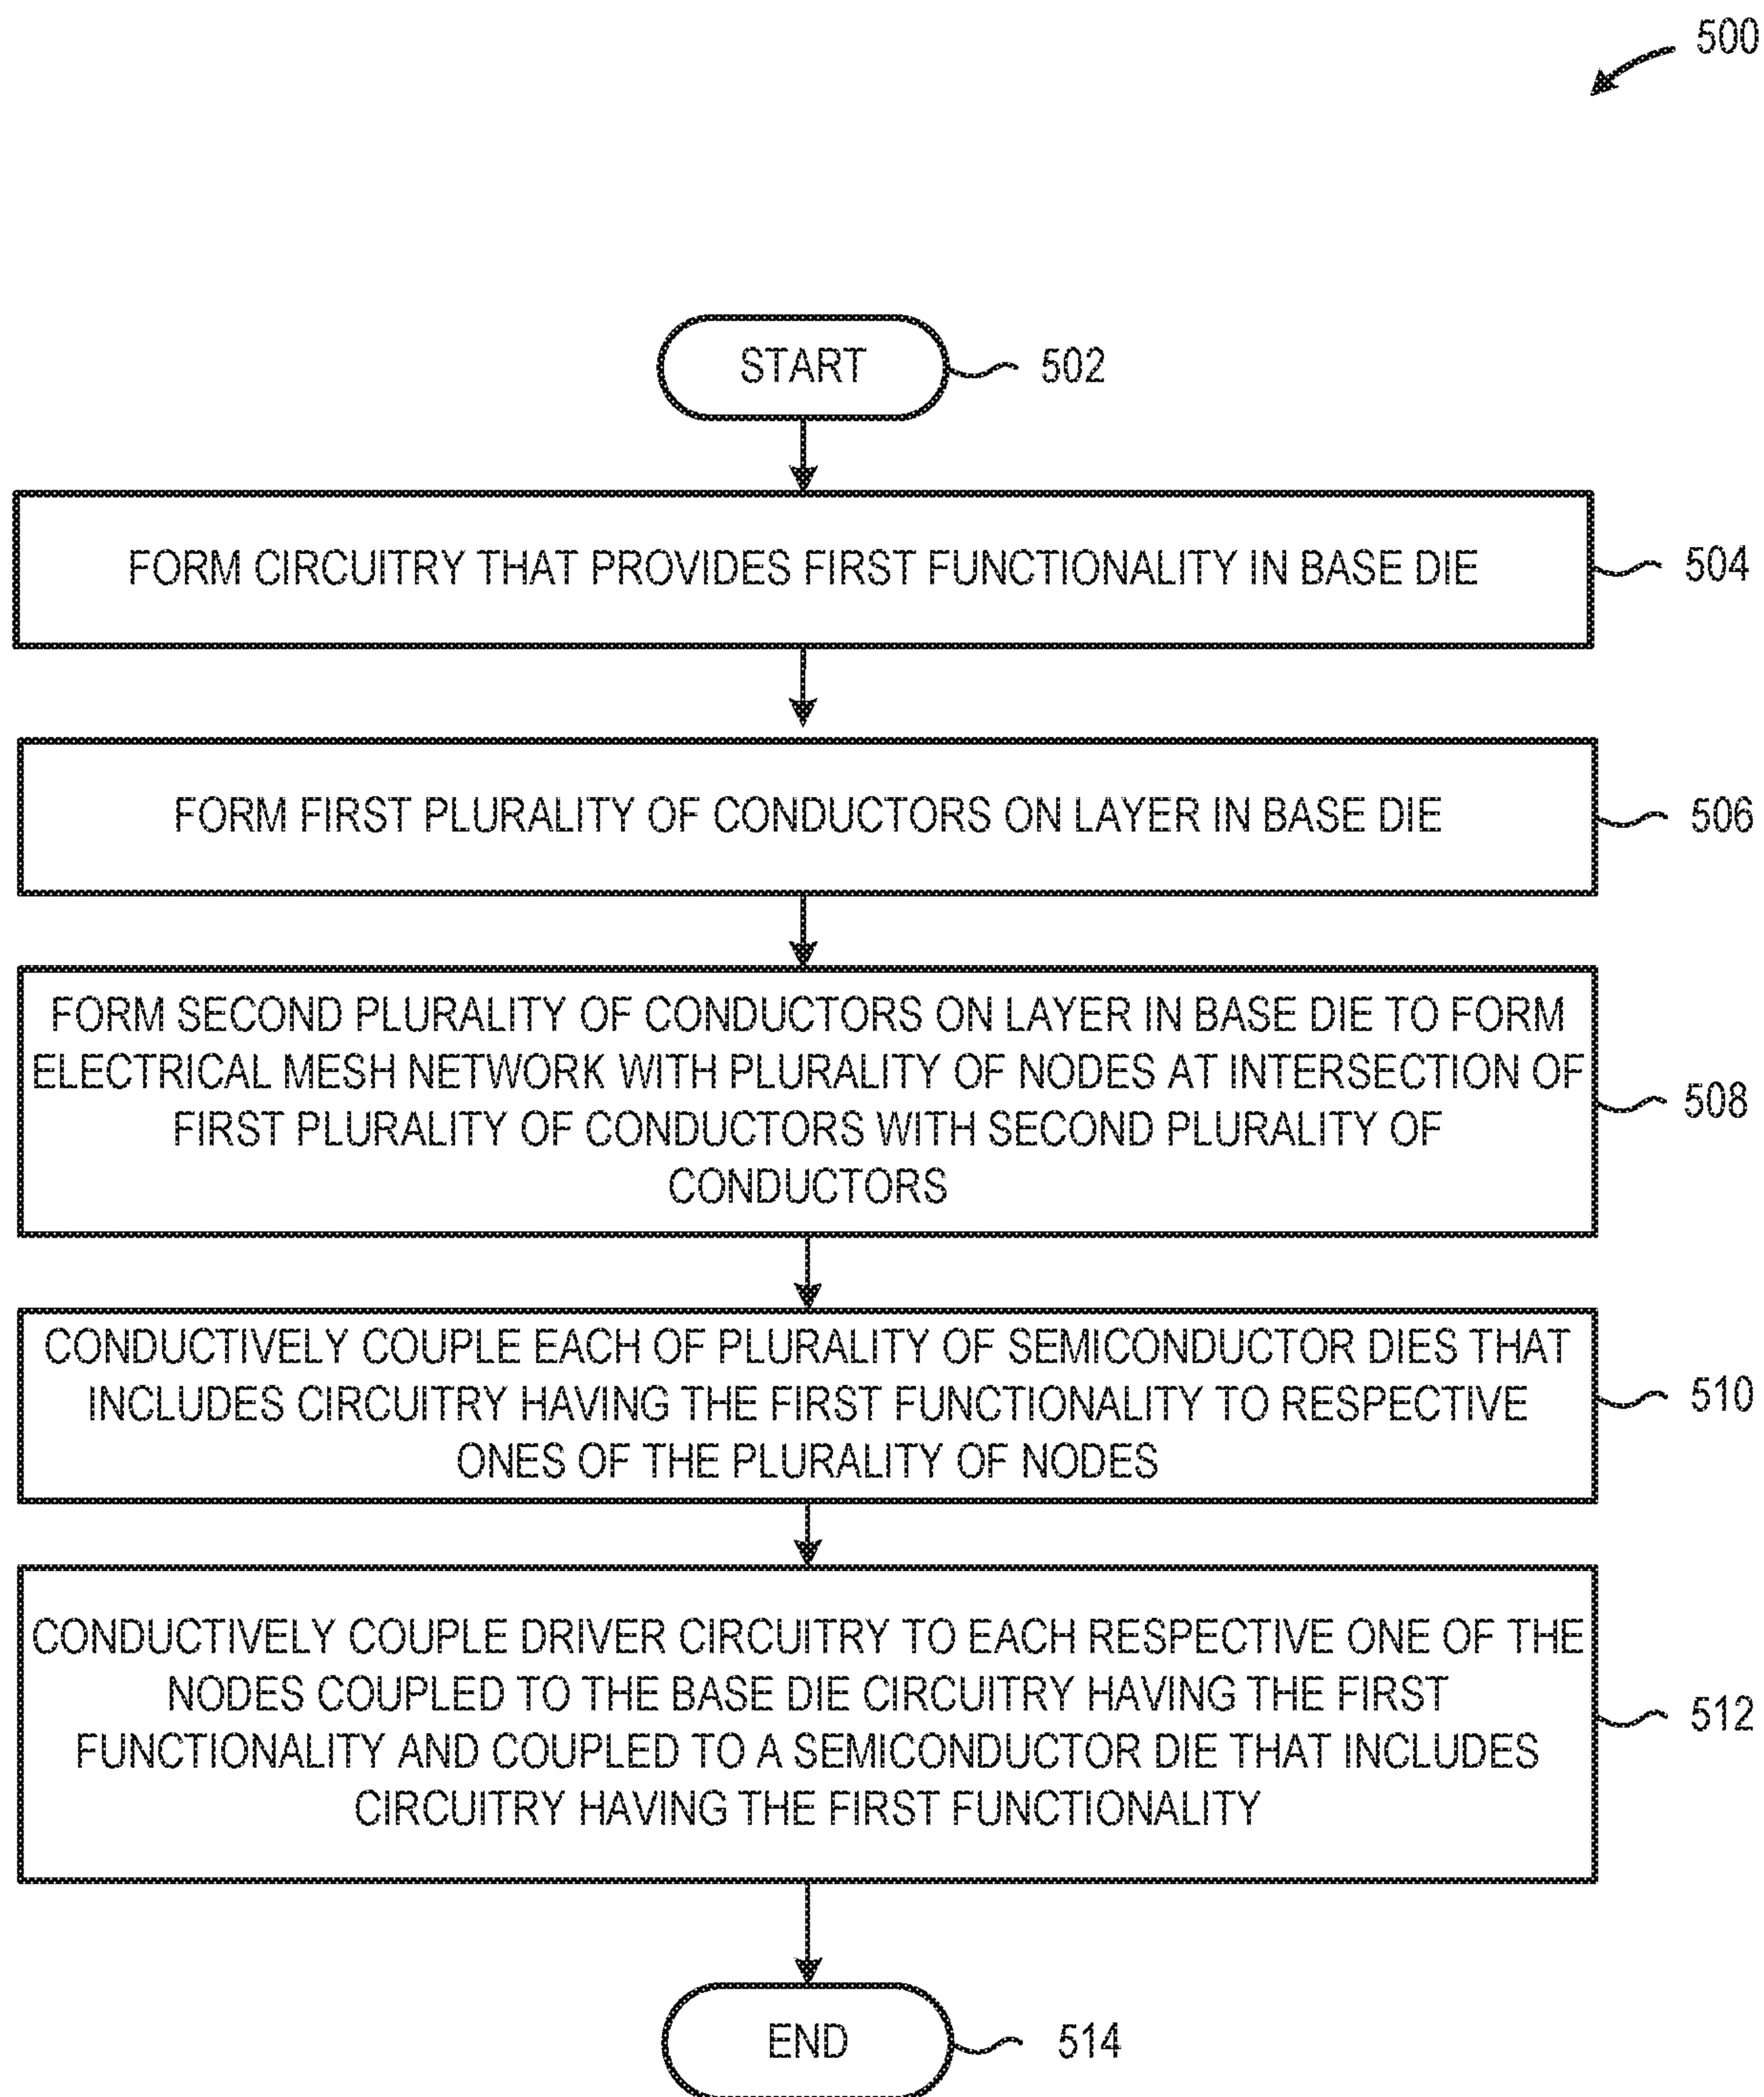 500
START
502
FORM CIRCUITRY THAT PROVIDES FIRST FUNCTIONALITY IN BASE DIE
504
FORM FIRST PLURALITY OF CONDUCTORS ON LAYER IN BASE DIE
506
FORM SECOND PLURALITY OF CONDUCTORS ON LAYER IN BASE DIE TO FORM
ELECTRICAL MESH NETWORK WITH PLURALITY OF NODES AT INTERSECTION OF
FIRST PLURALITY OF CONDUCTORS WITH SECOND PLURALITY OF
CONDUCTORS
508
CONDUCTIVELY COUPLE EACH OF PLURALITY OF SEMICONDUCTOR DIES THAT
INCLUDES CIRCUITRY HAVING THE FIRST FUNCTIONALITY TO RESPECTIVE
ONES OF THE PLURALITY OF NODES
510
CONDUCTIVELY COUPLE DRIVER CIRCUITRY TO EACH RESPECTIVE ONE OF THE
NODES COUPLED TO THE BASE DIE CIRCUITRY HAVING THE FIRST
FUNCTIONALITY AND COUPLED TO A SEMICONDUCTOR DIE THAT INCLUDES
CIRCUITRY HAVING THE FIRST FUNCTIONALITY
512
END
514